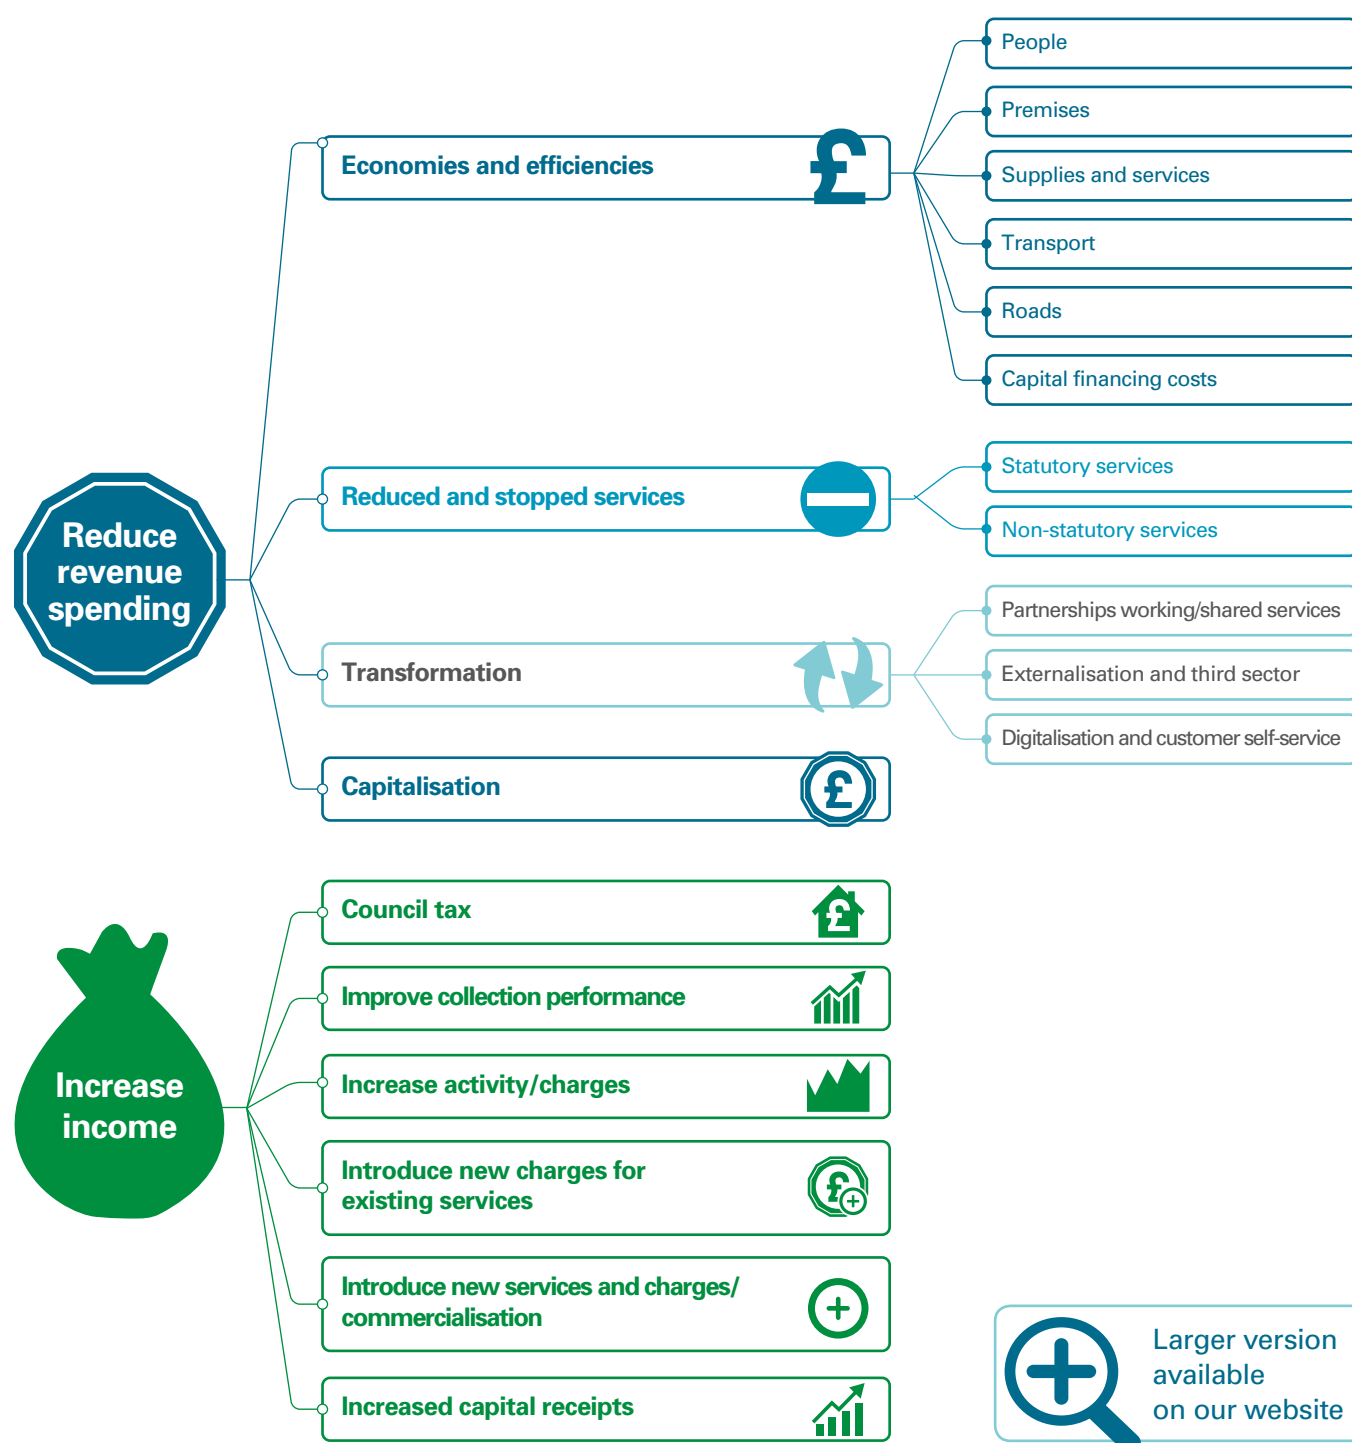 People
Premises
Economies and efficiencies
£
Supplies and services
Transport
Roads
Capital financing costs
Reduce
revenue
spending
Reduced and stopped services
Statutory services
Non-statutory services
Transformation
Partnerships working/shared services
Externalisation and third sector
Digitalisation and customer self-service
Capitalisation
£
Increase
income
Council tax
£
Improve collection performance
Increase activity/charges
Introduce new charges for
existing services
£
Introduce new services and charges/
commercialisation
Increased capital receipts
Larger version
available
on our website